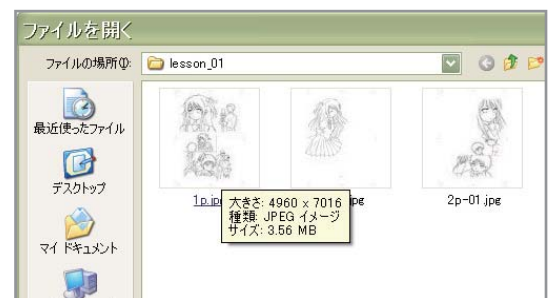 ファイルを開く
ファイルの場所(I):
lesson_01
最近使ったファイル
デスクトップ
マイ ドキュメント
1p.jp
jpg
2p-01.jpg
大きさ: 4960 x 7016
種類: JPEG イメージ
サイズ: 3.56 MB